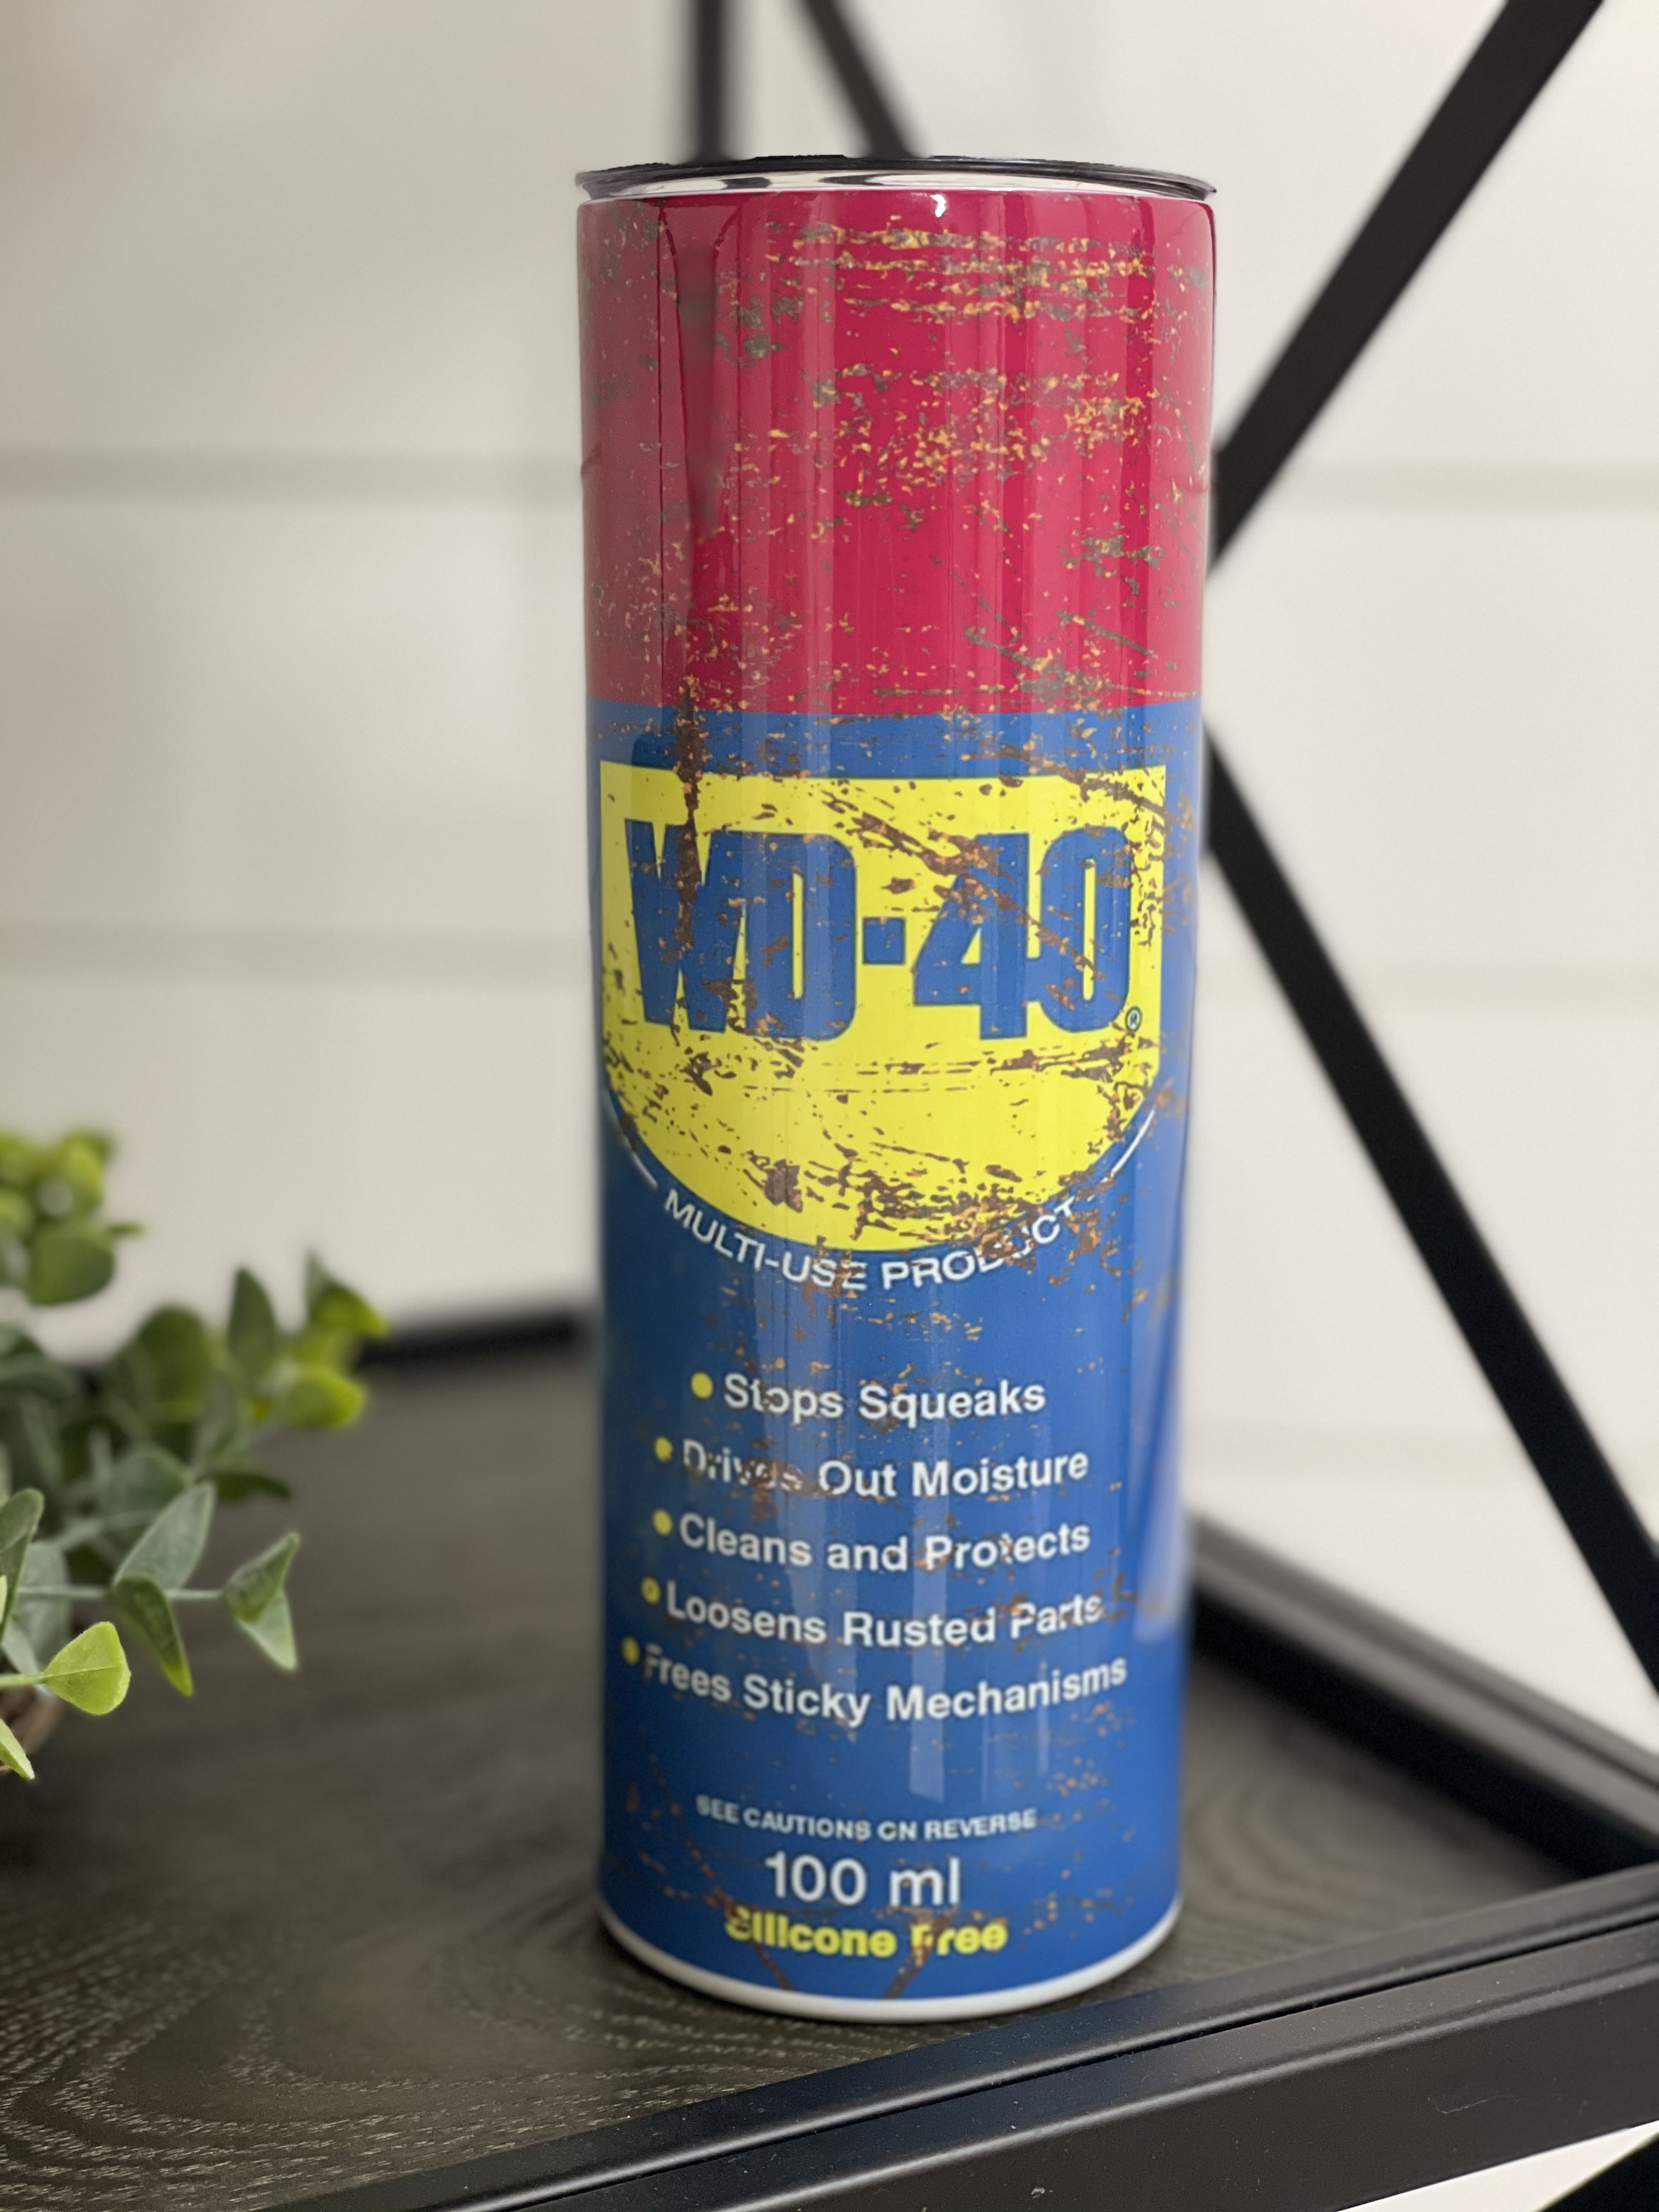 WD-40®
MULTI-USE PRODUCT
Stops Squeaks
Drives Out Moisture
Cleans and Protects
Loosens Rusted Parts
Frees Sticky Mechanisms
SEE CAUTIONS ON REVERSE
100 ml
Silicone Free